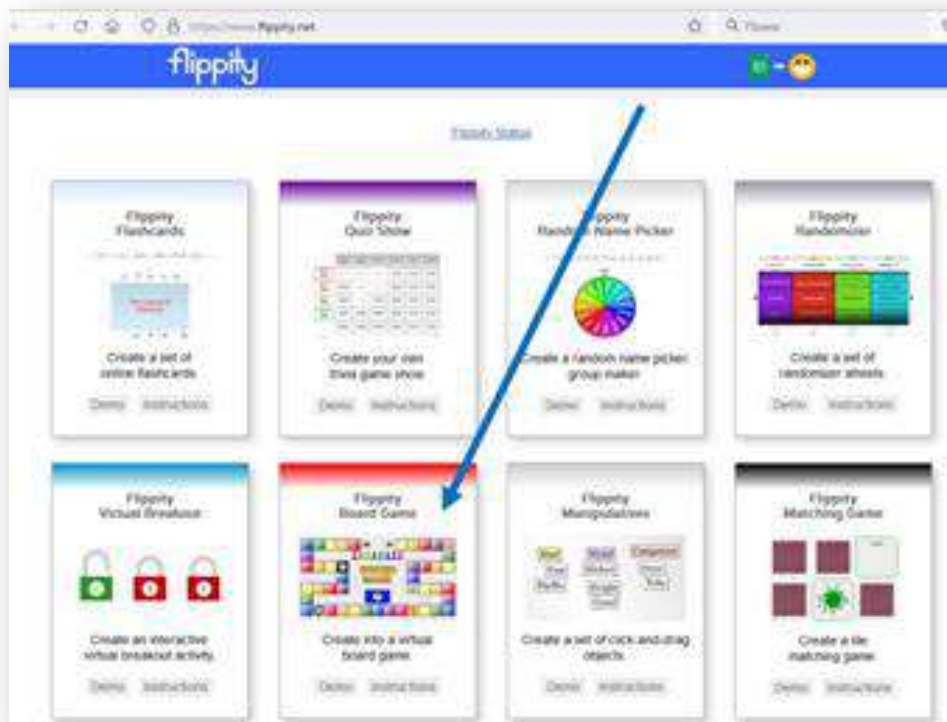 flippity.net
flippity
Flippity Status
Flippity
Flashcards
Create a set of
online flashcards.
Demo Instructions
Flippity
Quiz Show
Create your own
trivia game show
Demo Instructions
Flippity
Random Name Picker
Create a random name picker
group maker
Demo Instructions
Flippity
Randomizer
Create a set of
randomizer wheels.
Demo Instructions
Flippity
Virtual Breakout
Create an interactive
virtual breakout activity.
Demo Instructions
Flippity
Board Game
Create into a virtual
board game.
Demo Instructions
Flippity
Manipulatives
Create a set of click-and-drag
objects.
Demo Instructions
Flippity
Matching Game
Create a tile
matching game.
Demo Instructions